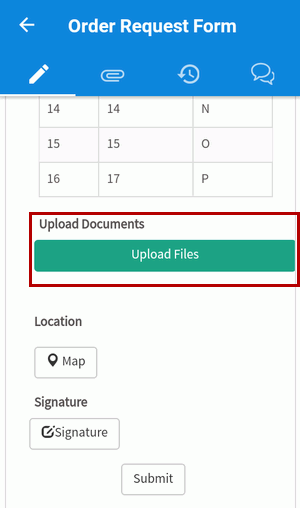 Order Request Form
14 14 N
15 15 O
16 17 P
Upload Documents
Upload Files
Location
Map
Signature
Signature
Submit